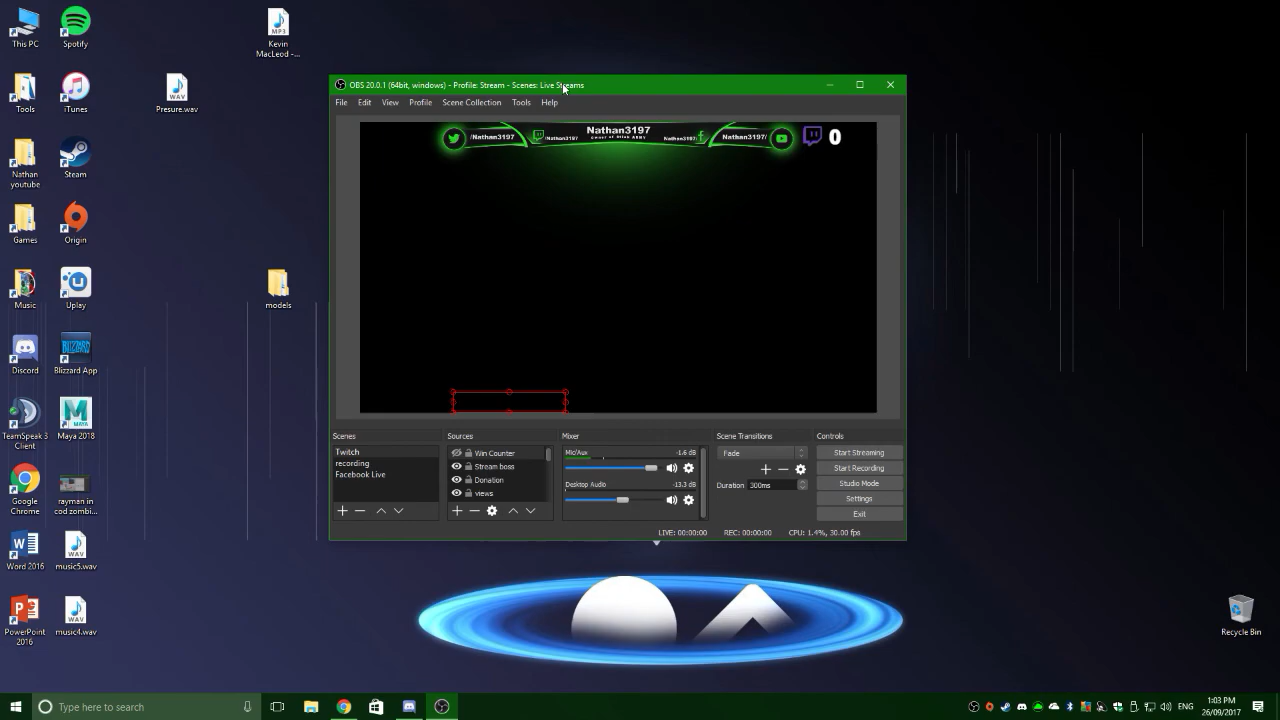 This PC
Spotify
Kevin
MacLeod -...
Tools
iTunes
Presure.wav
Nathan
youtube
Steam
Games
Origin
Music
Uplay
models
Discord
Blizzard App
TeamSpeak 3
Client
Maya 2018
Google
Chrome
rayman in
cod zombi...
Word 2016
music5.wav
PowerPoint
2016
music4.wav
Recycle Bin
OBS 20.0.1 (64bit, windows) - Profile: Stream - Scenes: Live Streams
File Edit View Profile Scene Collection Tools Help
/Nathan3197 /Nathan3197 Nathan3197 Nathan3197/ Nathan3197/ 0
Scenes
Twitch
recording
Facebook Live
Sources
Win Counter
Stream boss
Donation
views
Mixer
Mic/Aux -1.6 dB
Desktop Audio -13.3 dB
Scene Transitions
Fade
Duration 300ms
Controls
Start Streaming
Start Recording
Studio Mode
Settings
Exit
LIVE: 00:00:00 REC: 00:00:00 CPU: 1.4%, 30.00 fps
Type here to search
ENG
1:03 PM
26/09/2017